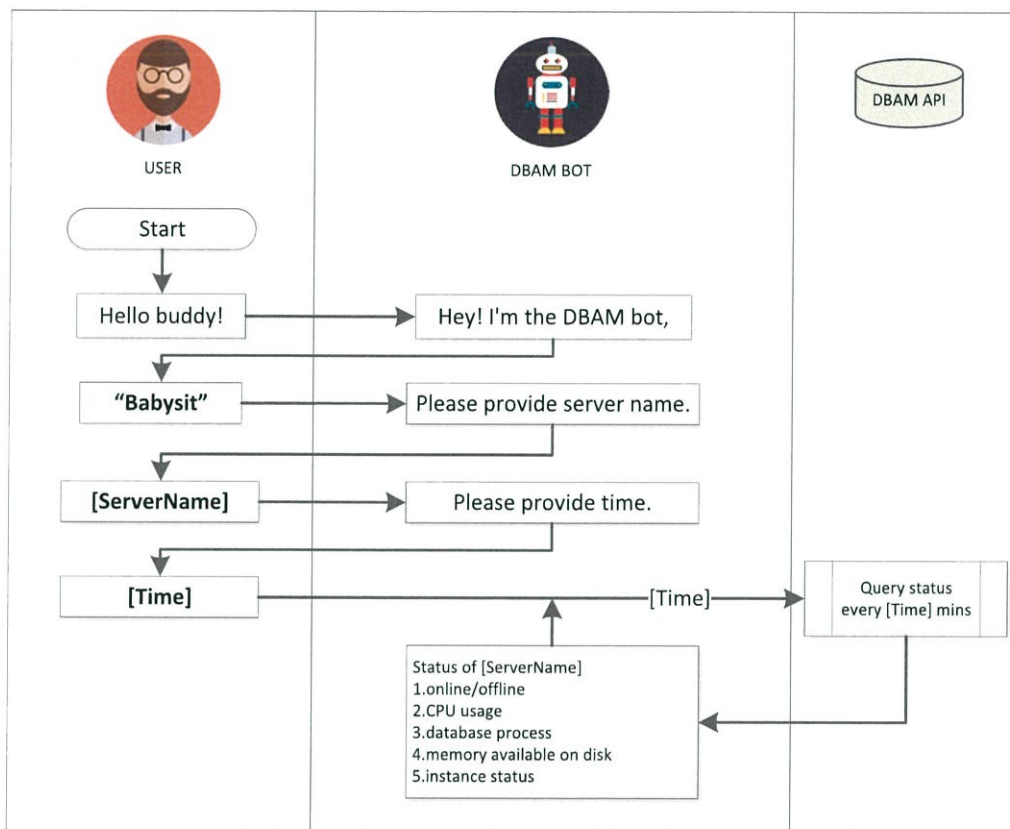 USER
DBAM BOT
DBAM API
Start
Hello buddy!
Hey! I'm the DBAM bot,
“Babysit”
Please provide server name.
[ServerName]
Please provide time.
[Time]
[Time]
Query status
every [Time] mins
Status of [ServerName]
1.online/offline
2.CPU usage
3.database process
4.memory available on disk
5.instance status